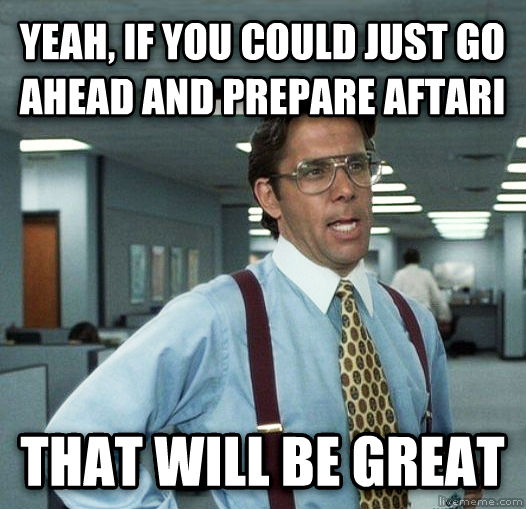 YEAH, IF YOU COULD JUST GO
AHEAD AND PREPARE AFTARI
THAT WILL BE GREAT
livememe.com